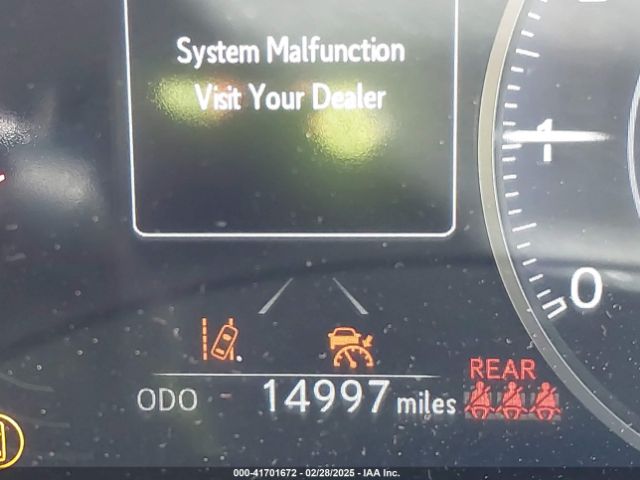 System Malfunction
Visit Your Dealer
1
0
REAR
ODO 14997 miles
000-41701672 - 02/28/2025 - IAA Inc.